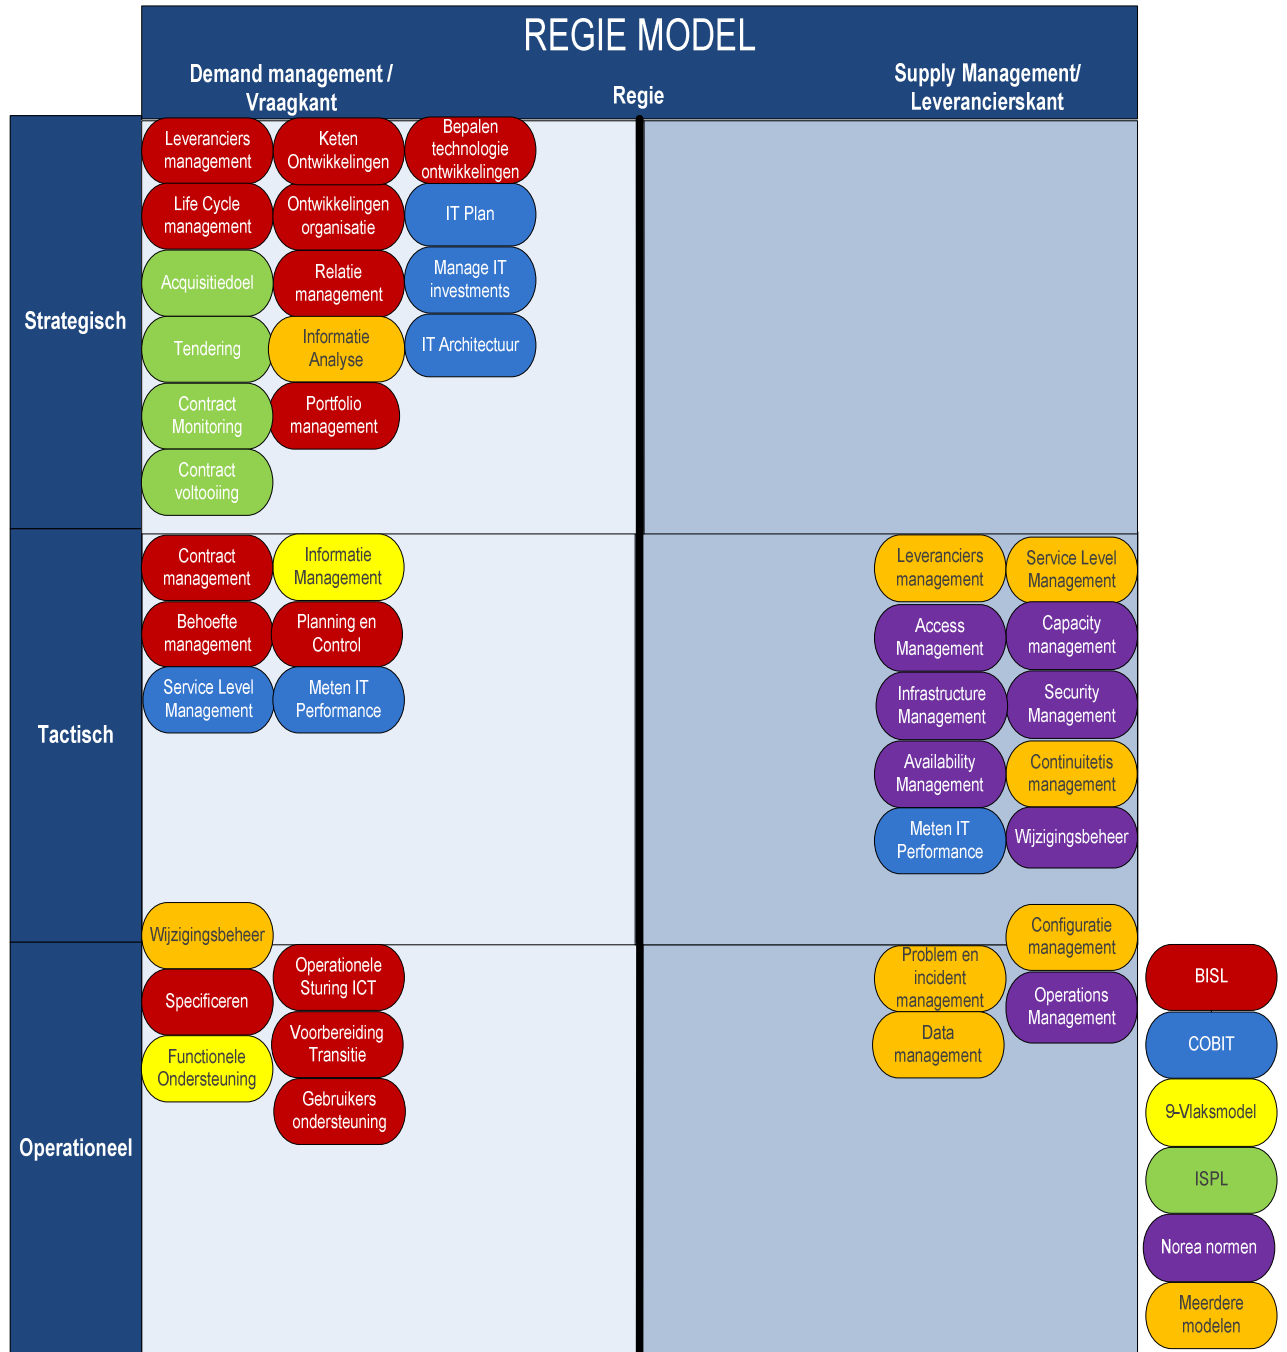 REGIE MODEL
Demand management /
Vraagkant
Regie
Supply Management/
Leverancierskant
Strategisch
Leveranciers
management
Keten
Ontwikkelingen
Bepalen
technologie
ontwikkelingen
Life Cycle
management
Ontwikkelingen
organisatie
IT Plan
Acquisitiedoel
Relatie
management
Manage IT
investments
Tendering
Informatie
Analyse
IT Architectuur
Contract
Monitoring
Portfolio
management
Contract
voltooiing
Tactisch
Contract
management
Informatie
Management
Behoefte
management
Planning en
Control
Service Level
Management
Meten IT
Performance
Leveranciers
management
Service Level
Management
Access
Management
Capacity
management
Infrastructure
Management
Security
Management
Availability
Management
Continuitetis
management
Meten IT
Performance
Wijzigingsbeheer
Wijzigingsbeheer
Configuratie
management
Operationeel
Operationele
Sturing ICT
Specificeren
Voorbereiding
Transitie
Functionele
Ondersteuning
Gebruikers
ondersteuning
Problem en
incident
management
Operations
Management
Data
management
BISL
COBIT
9-Vlaksmodel
ISPL
Norea normen
Meerdere
modelen